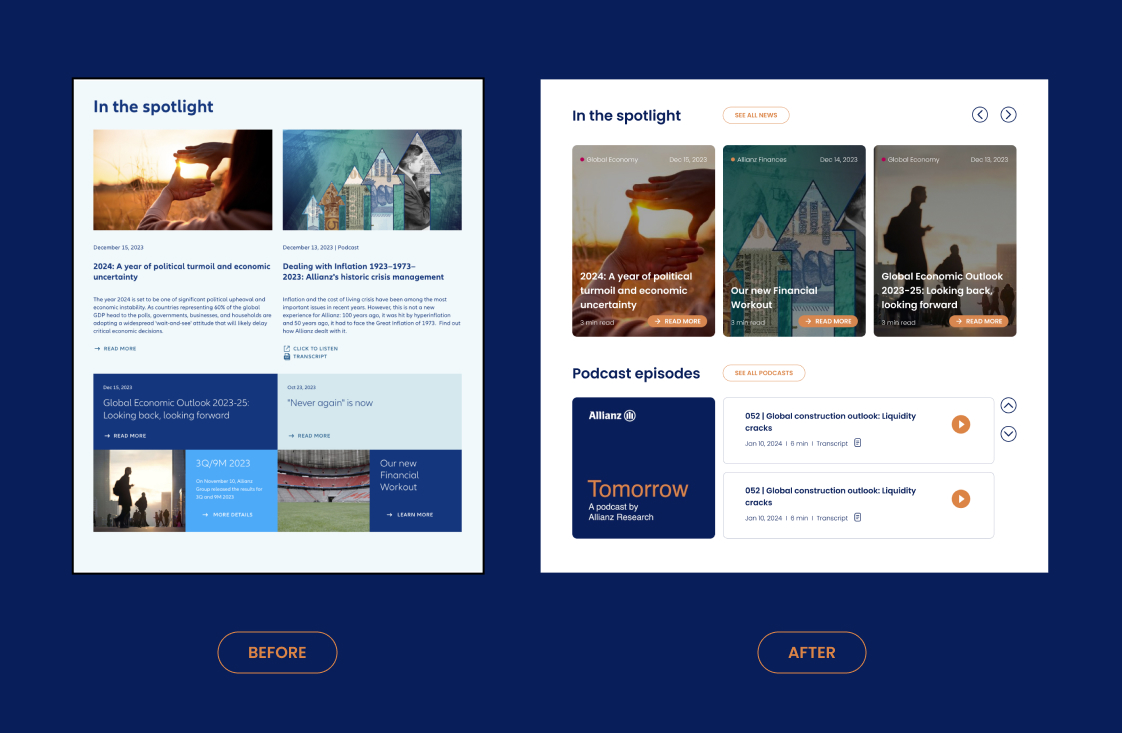 In the spotlight
December 15, 2023
2024: A year of political turmoil and economic
uncertainty
The year 2024 is set to be one of significant political upheaval and
economic instability. As countries representing 60% of the global
GDP head to the polls, governments, businesses, and households are
adopting a widespread 'wait-and-see' attitude that will likely delay
critical economic decisions.
READ MORE
December 13, 2023 | Podcast
Dealing with Inflation 1923–1973–
2023: Allianz's historic crisis management
Inflation and the cost of living crisis have been among the most
important issues in recent years. However, this is not a new
experience for Allianz: 100 years ago, it was hit by hyperinflation
and 50 years ago, it had to face the Great Inflation of 1973. Find out
how Allianz dealt with it.
CLICK TO LISTEN
TRANSCRIPT
Dec 15, 2023
Global Economic Outlook 2023-25:
Looking back, looking forward
READ MORE
Oct 23, 2023
"Never again" is now
READ MORE
3Q/9M 2023
On November 10, Allianz
Group released the results for
3Q and 9M 2023
MORE DETAILS
Our new
Financial
Workout
LEARN MORE
BEFORE
In the spotlight
SEE ALL NEWS
Global Economy Dec 15, 2023
2024: A year of political
turmoil and economic
uncertainty
3 min read READ MORE
Allianz Finances Dec 14, 2023
Our new Financial
Workout
3 min read READ MORE
Global Economy Dec 13, 2023
Global Economic Outlook
2023-25: Looking back,
looking forward
3 min read READ MORE
Podcast episodes
SEE ALL PODCASTS
Allianz
Tomorrow
A podcast by
Allianz Research
052 | Global construction outlook: Liquidity
cracks
Jan 10, 2024 | 6 min | Transcript
052 | Global construction outlook: Liquidity
cracks
Jan 10, 2024 | 6 min | Transcript
AFTER